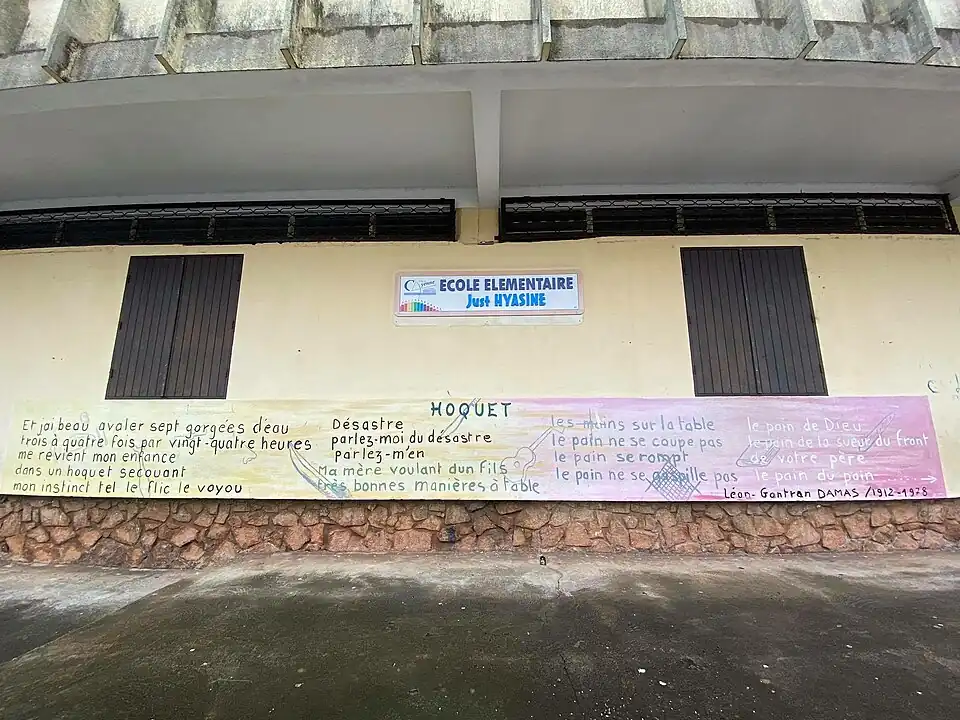 Cayenne
ECOLE ELEMENTAIRE
Just HYASINE
HOQUET
Et jai beau avaler sept gorgées d'eau
trois à quatre fois par vingt-quatre heures
me revient mon enfance
dans un hoquet secouant
mon instinct tel le flic le voyou
Désastre
parlez-moi du désastre
parlez-m'en
Ma mère voulant dun fils
très bonnes manières à table
les mains sur la table
le pain ne se coupe pas
le pain se rompt
le pain ne se gaspille pas
le pain de Dieu
le pain de la sueur du front
de votre père
le pain du pain
Léon-Gontran DAMAS /1912-1978